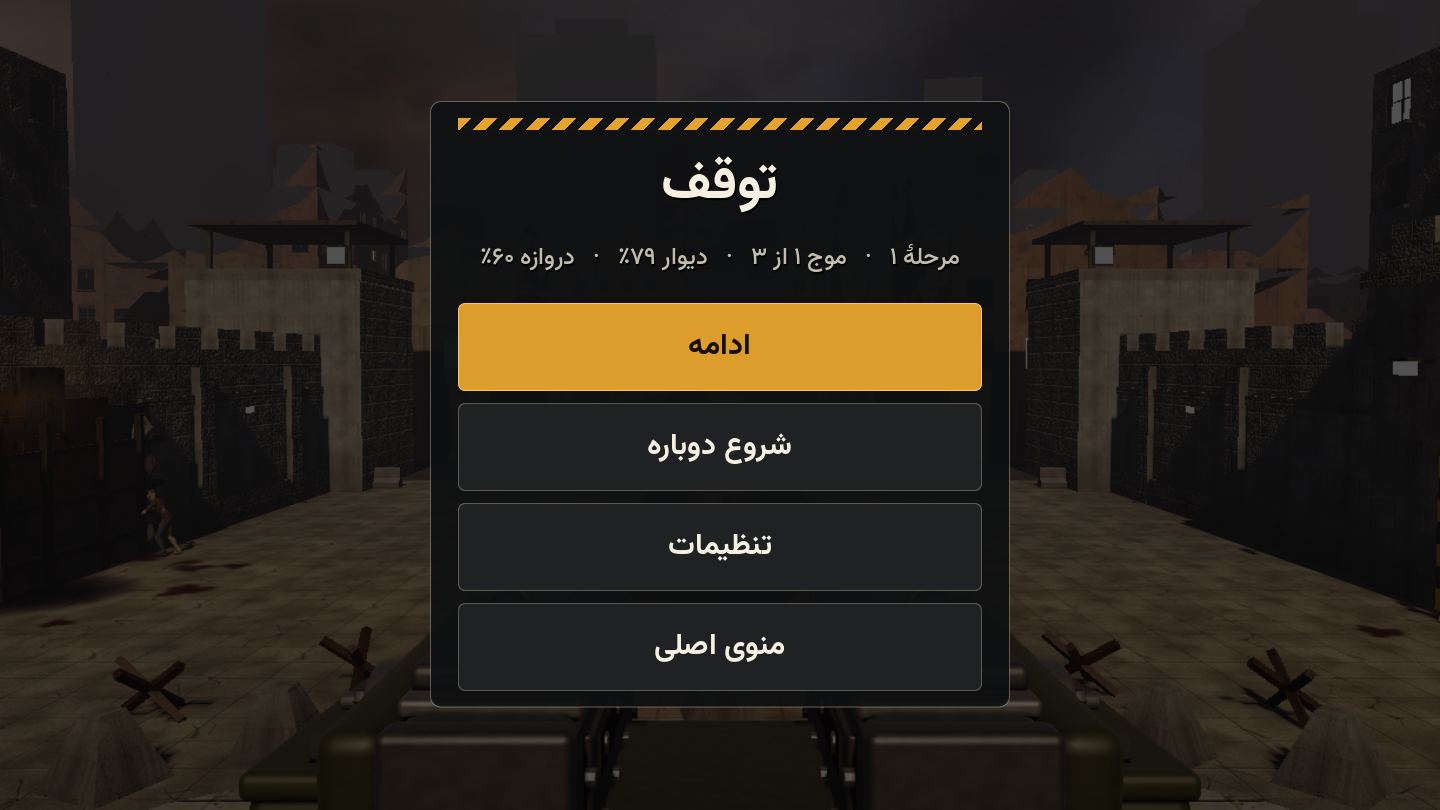 توقف
مرحلهٔ ۱ · موج ۱ از ۳ · دیوار ۷۹٪ · دروازه ۶۰٪
ادامه
شروع دوباره
تنظیمات
منوی اصلی